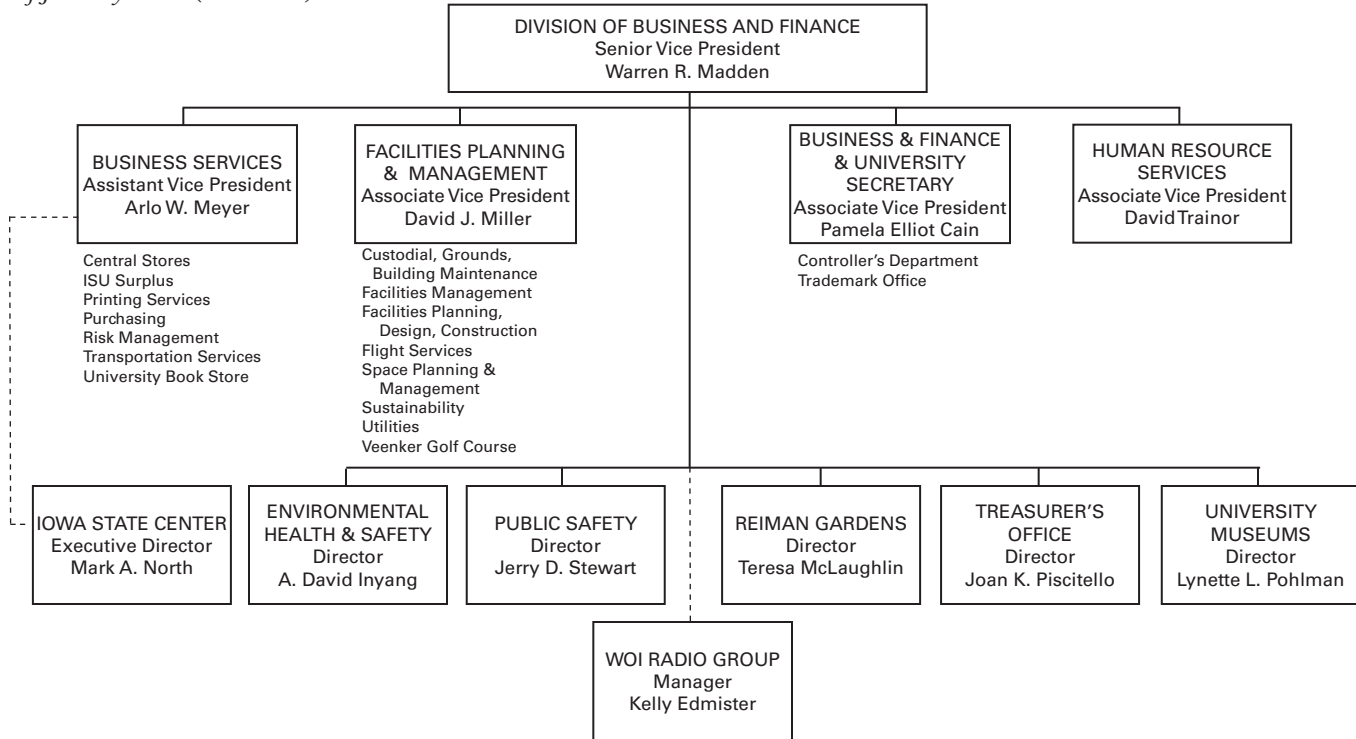 DIVISION OF BUSINESS AND FINANCE
Senior Vice President
Warren R. Madden
BUSINESS SERVICES
Assistant Vice President
Arlo W. Meyer
Central Stores
ISU Surplus
Printing Services
Purchasing
Risk Management
Transportation Services
University Book Store
FACILITIES PLANNING
& MANAGEMENT
Associate Vice President
David J. Miller
Custodial, Grounds,
Building Maintenance
Facilities Management
Facilities Planning,
Design, Construction
Flight Services
Space Planning &
Management
Sustainability
Utilities
Veenker Golf Course
BUSINESS & FINANCE
& UNIVERSITY
SECRETARY
Associate Vice President
Pamela Elliot Cain
Controller's Department
Trademark Office
HUMAN RESOURCE
SERVICES
Associate Vice President
David Trainor
IOWA STATE CENTER
Executive Director
Mark A. North
ENVIRONMENTAL
HEALTH & SAFETY
Director
A. David Inyang
PUBLIC SAFETY
Director
Jerry D. Stewart
REIMAN GARDENS
Director
Teresa McLaughlin
TREASURER'S
OFFICE
Director
Joan K. Piscitello
UNIVERSITY
MUSEUMS
Director
Lynette L. Pohlman
WOI RADIO GROUP
Manager
Kelly Edmister